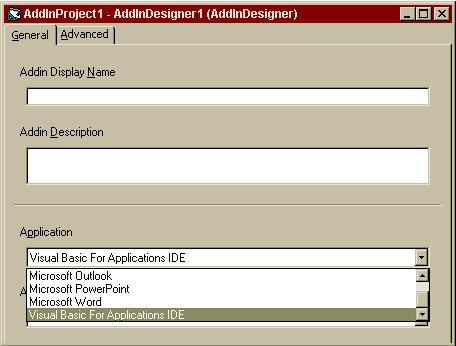 AddInProject1 - AddInDesigner1 (AddInDesigner)
General Advanced
Addin Display Name
Addin Description
Application
Visual Basic For Applications IDE
Microsoft Outlook
Microsoft PowerPoint
Microsoft Word
Visual Basic For Applications IDE